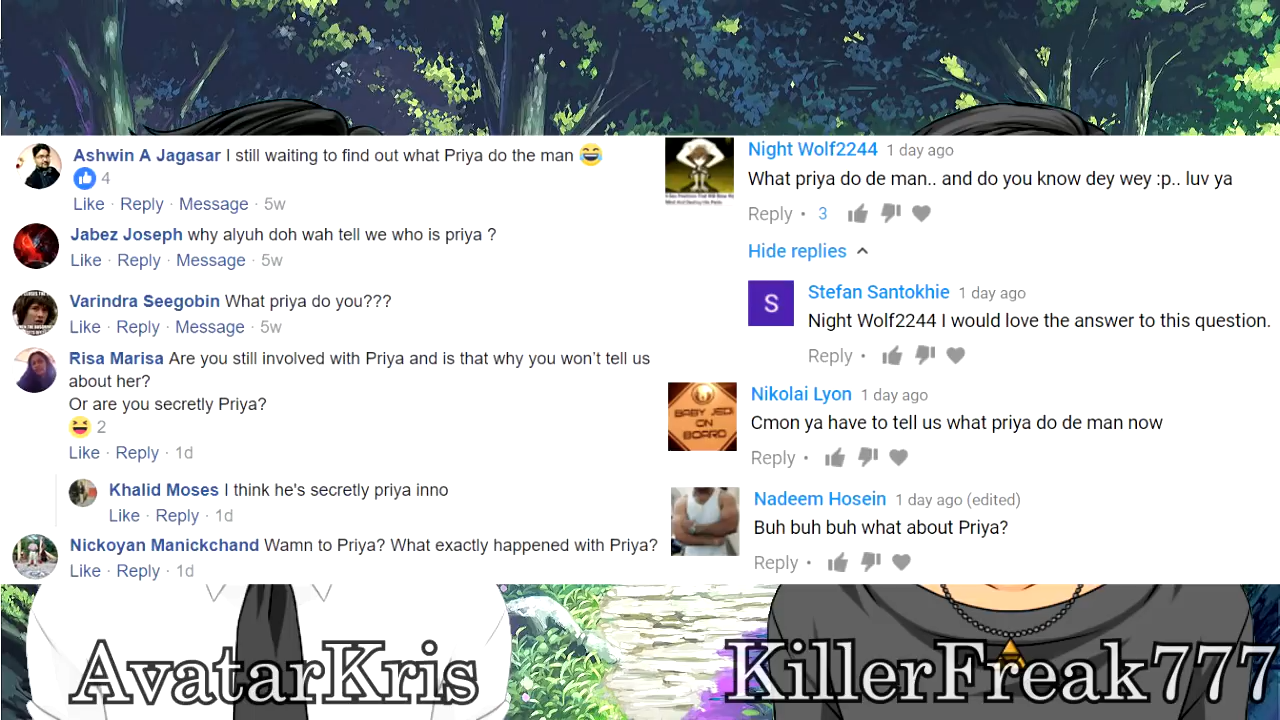 Ashwin A Jagasar I still waiting to find out what Priya do the man 😂
4
Like · Reply · Message · 5w
Jabez Joseph why alyuh doh wah tell we who is priya ?
Like · Reply · Message · 5w
Varindra Seegobin What priya do you???
Like · Reply · Message · 5w
Risa Marisa Are you still involved with Priya and is that why you won't tell us
about her?
Or are you secretly Priya?
😆 2
Like · Reply · 1d
Khalid Moses I think he's secretly priya inno
Like · Reply · 1d
Nickoyan Manickchand Wamn to Priya? What exactly happened with Priya?
Like · Reply · 1d
Night Wolf2244 1 day ago
What priya do de man.. and do you know dey wey :p.. luv ya
Reply • 3
Hide replies
S
Stefan Santokhie 1 day ago
Night Wolf2244 I would love the answer to this question.
Reply •
BABY JEDI
ON
BOARD
Nikolai Lyon 1 day ago
Cmon ya have to tell us what priya do de man now
Reply •
Nadeem Hosein 1 day ago (edited)
Buh buh buh what about Priya?
Reply •
AvatarKris
KillerFreak777